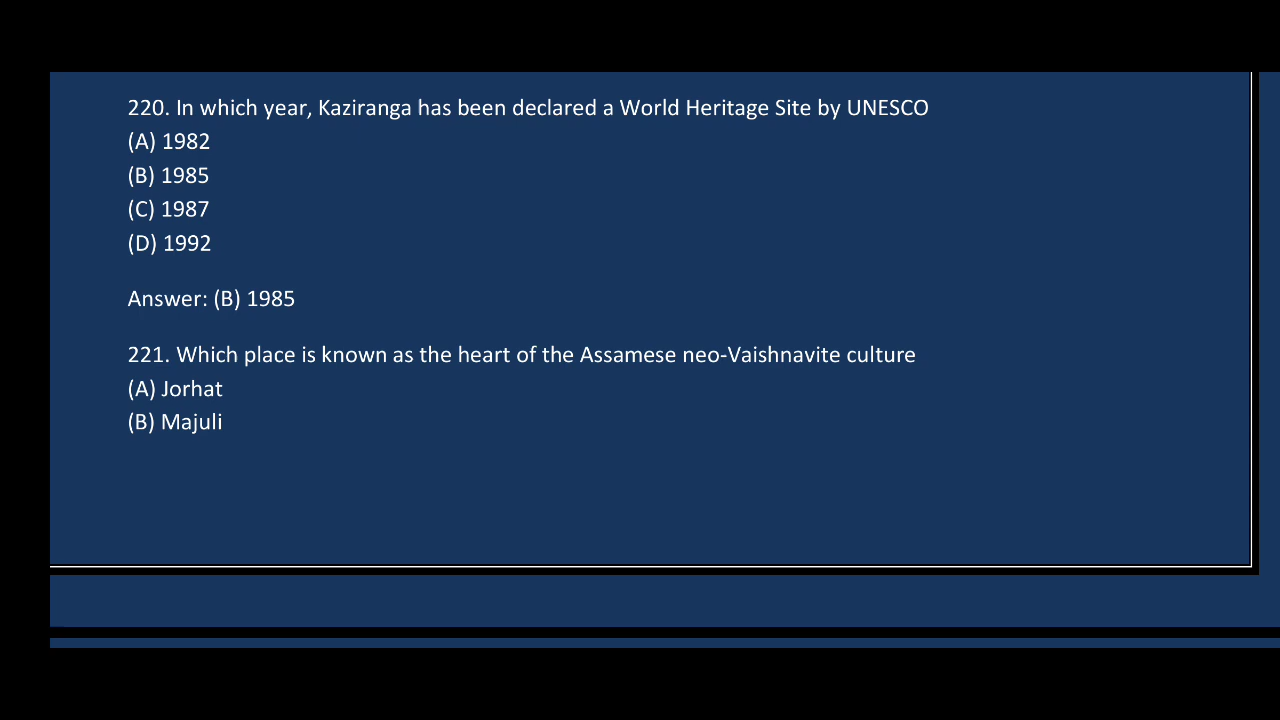 220. In which year, Kaziranga has been declared a World Heritage Site by UNESCO
(A) 1982
(B) 1985
(C) 1987
(D) 1992
Answer: (B) 1985
221. Which place is known as the heart of the Assamese neo-Vaishnavite culture
(A) Jorhat
(B) Majuli